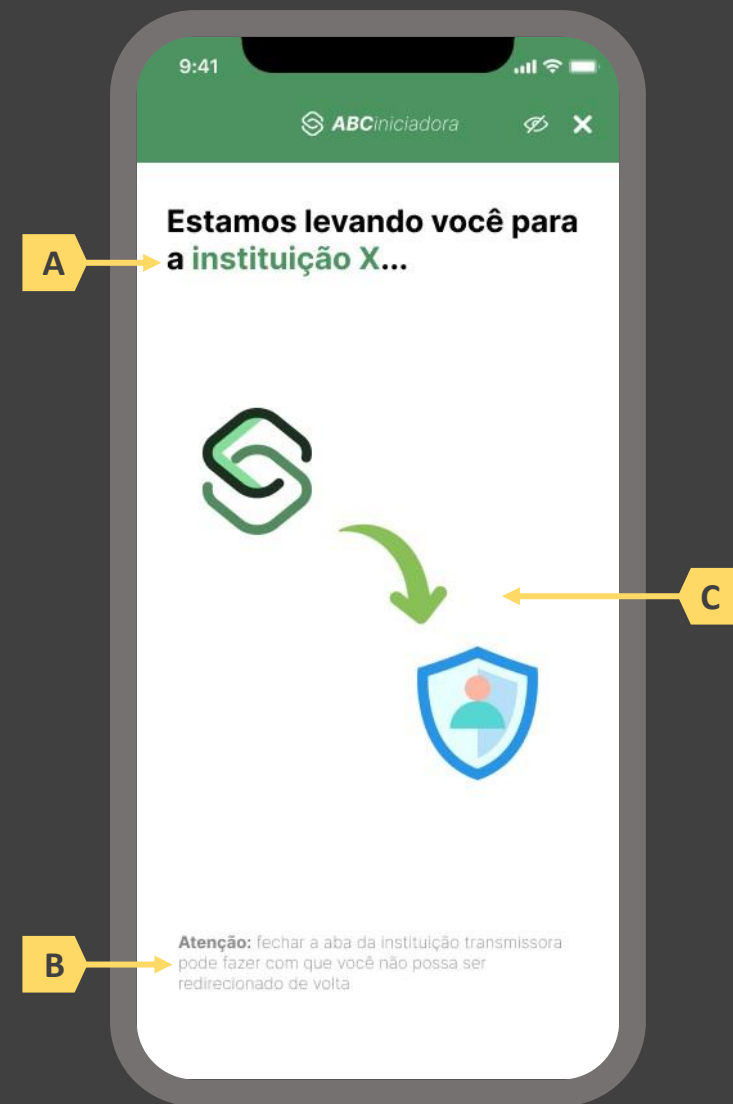 9:41
ABCiniciadora
Estamos levando você para
a instituição X...
A
C
Atenção: fechar a aba da instituição transmissora
pode fazer com que você não possa ser
redirecionado de volta
B